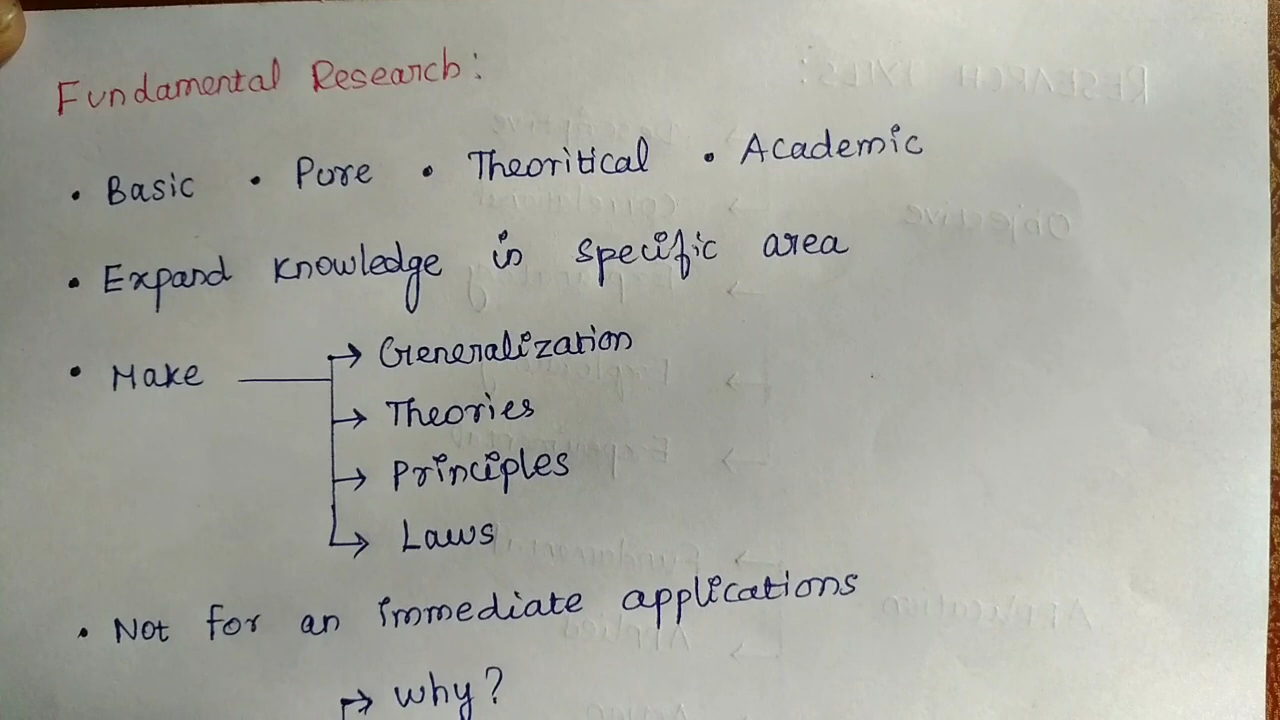 Fundamental Research:
• Basic • Pure • Theoritical • Academic
• Expand knowledge in specific area
• Make → Generalization
→ Theories
→ Principles
→ Laws
• Not for an immediate applications
→ why?